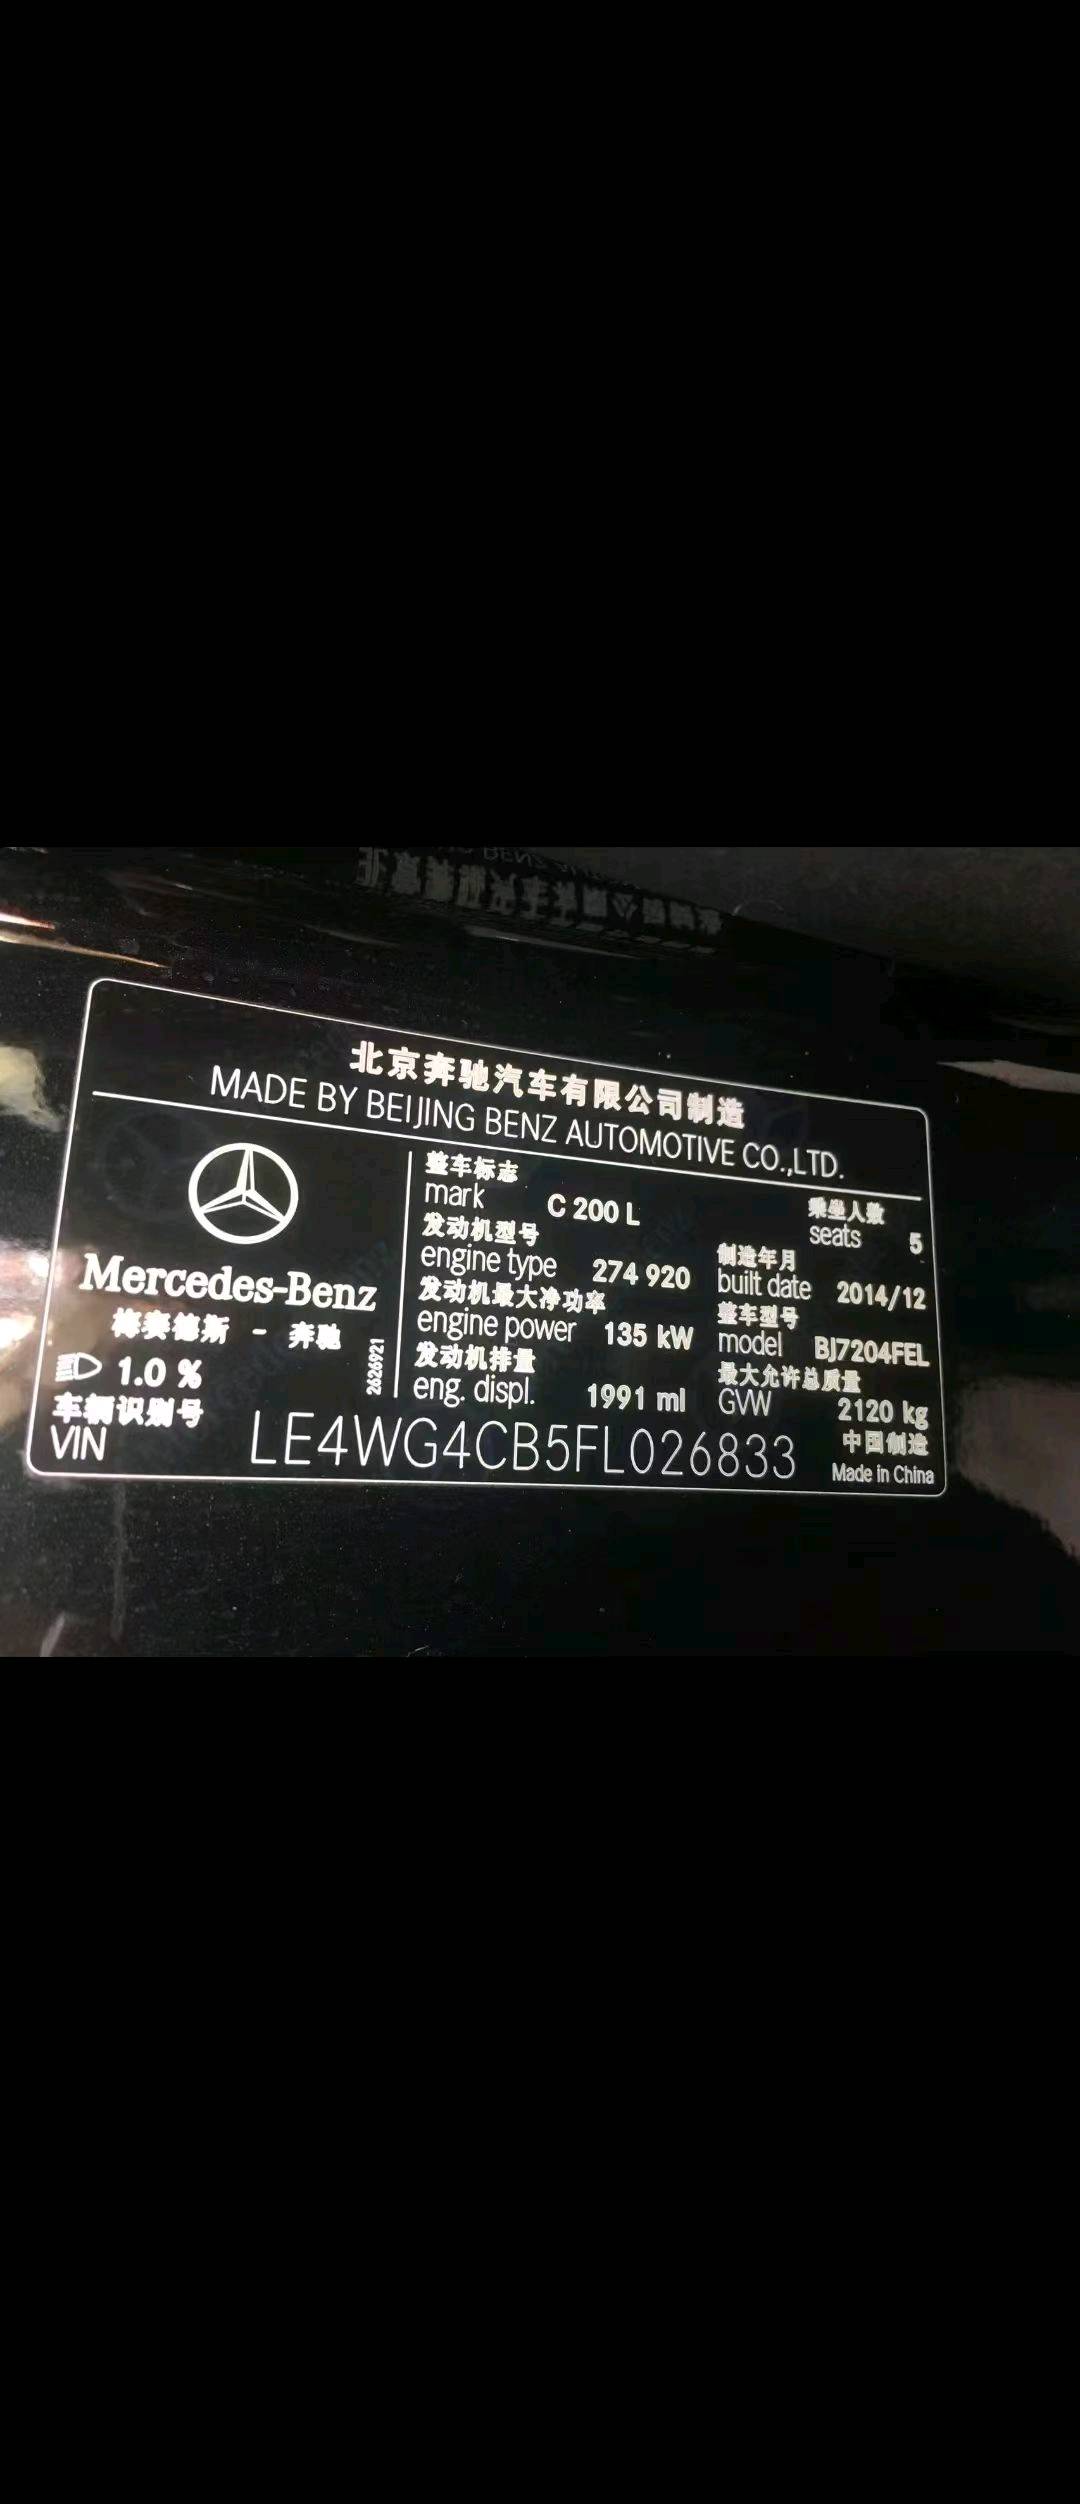 北京奔驰汽车有限公司制造
MADE BY BEIJING BENZ AUTOMOTIVE CO.,LTD.
Mercedes-Benz
梅赛德斯 - 奔驰
1.0 %
2626921
整车标志
mark C 200 L
乘坐人数
seats 5
发动机型号
engine type 274 920
制造年月
built date 2014/12
发动机最大净功率
engine power 135 kW
整车型号
model BJ7204FEL
发动机排量
eng. displ. 1991 ml
最大允许总质量
GVW 2120 kg
车辆识别号
VIN LE4WG4CB5FL026833
中国制造
Made in China